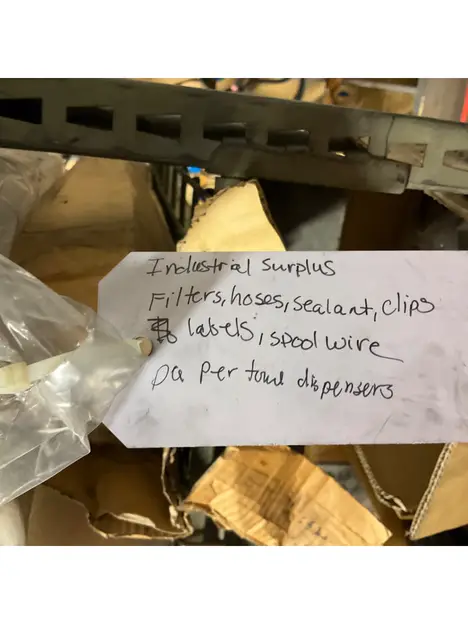 Industrial Surplus
Filters, hoses, sealant, clips
labels, spool wire
Pa Per towl dispensers